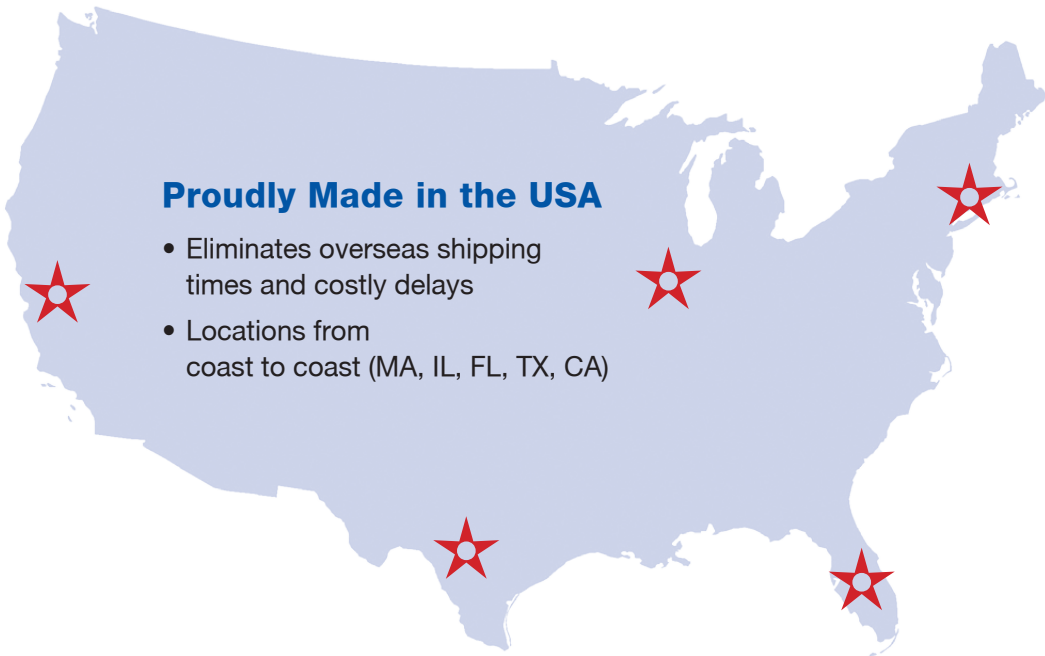 Proudly Made in the USA
• Eliminates overseas shipping
times and costly delays
• Locations from
coast to coast (MA, IL, FL, TX, CA)